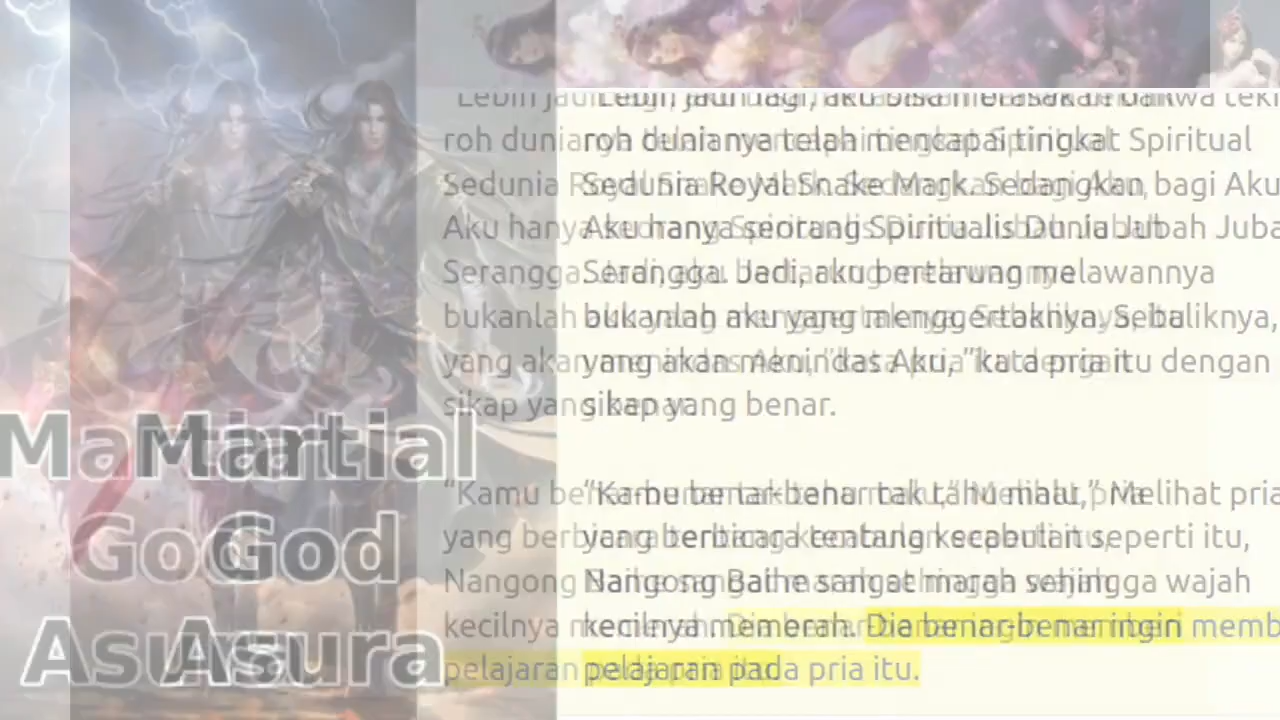 Lebih jauh lagi, aku bisa merasakan bahwa
roh dunianya telah mencapai tingkat Spiritual
Sedunia Royal Snake Mark. Sedangkan bagi Aku,
Aku hanya seorang Spiritualis Dunia Jubah
Serangga. Jadi, aku bertarung melawannya
bukanlah aku yang menggertaknya, Sebaliknya,
yang akan menindas Aku,” kata pria itu dengan
sikap yang benar.
“Kamu benar-benar tak tahu malu,” Melihat pria
yang berbicara tentang kecabulan seperti itu,
Nangong Baihe sangat marah sehingga wajah
kecilnya memerah. Dia benar-benar ingin memb
pelajaran pada pria itu.
Martial
God
Asura